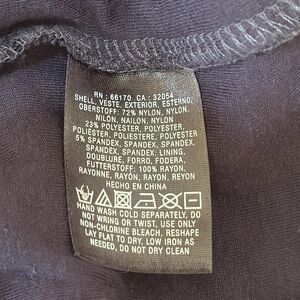 RN : 66170 CA : 32054
SHELL, VESTE, EXTERIOR, ESTERNO,
OBERSTOFF: 72% NYLON, NYLON,
NILON, NAILON, NYLON
23% POLYESTER, POLYESTER,
POLIÉSTER, POLIESTERE, POLYESTER
5% SPANDEX, SPANDEX, SPANDEX,
SPANDEX, SPANDEX; LINING,
DOUBLURE, FORRO, FODERA,
FUTTERSTOFF: 100% RAYON,
RAYONNE, RAYÓN, RAYON, REYON
HECHO EN CHINA
HAND WASH COLD SEPARATELY, DO
NOT WRING OR TWIST, USE ONLY
NON-CHLORINE BLEACH, RESHAPE
LAY FLAT TO DRY. LOW IRON AS
NEEDED, DO NOT DRY CLEAN